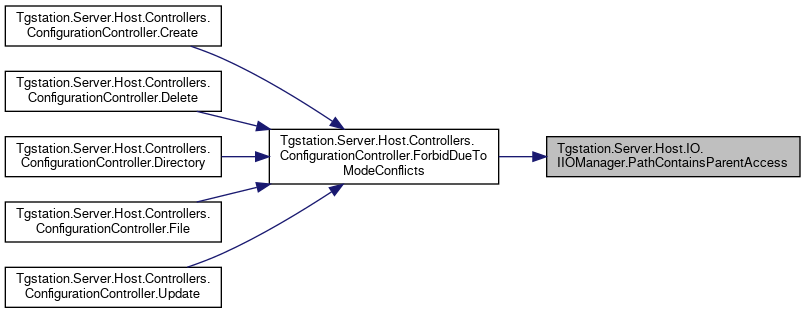 Tgstation.Server.Host.Controllers.
ConfigurationController.Create
Tgstation.Server.Host.Controllers.
ConfigurationController.Delete
Tgstation.Server.Host.Controllers.
ConfigurationController.Directory
Tgstation.Server.Host.Controllers.
ConfigurationController.File
Tgstation.Server.Host.Controllers.
ConfigurationController.Update
Tgstation.Server.Host.Controllers.
ConfigurationController.ForbidDueTo
ModeConflicts
Tgstation.Server.Host.IO.
IIOManager.PathContainsParentAccess